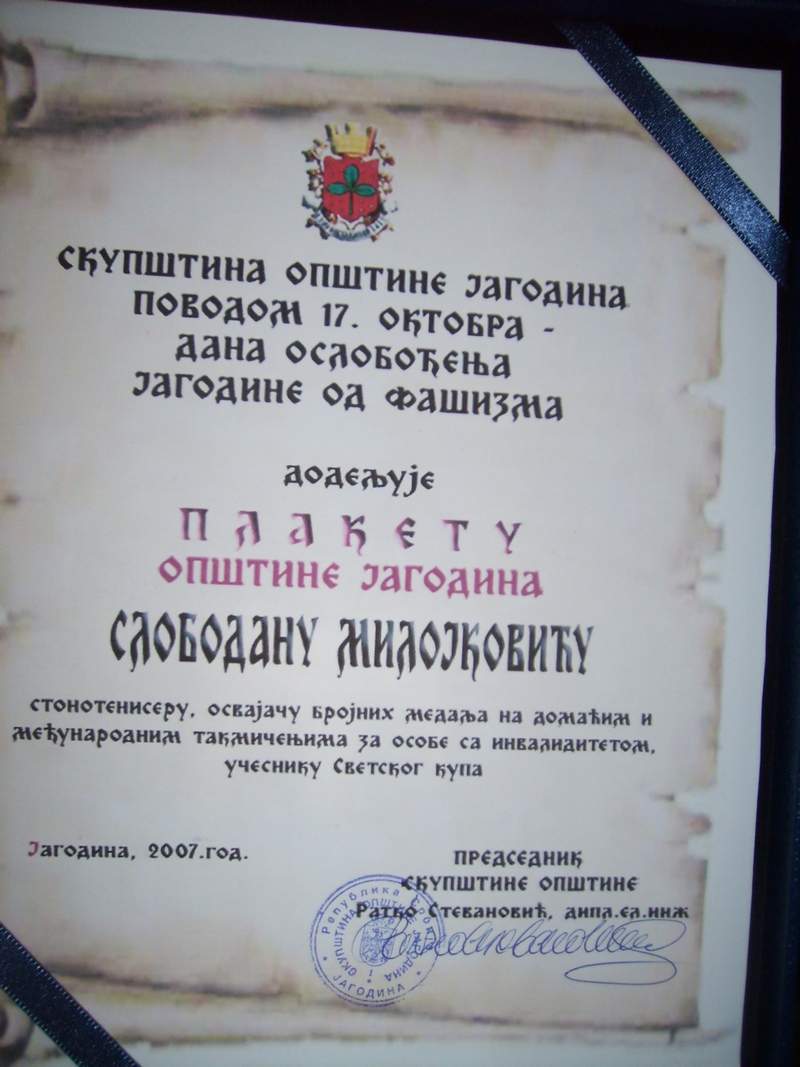 СКУПШТИНА ОПШТИНЕ ЈАГОДИНА
ПОВОДОМ 17. ОКТОБРА -
ДАНА ОСЛОБОЂЕЊА
ЈАГОДИНЕ ОД ФАШИЗМА
додељује
ПЛАКЕТУ
ОПШТИНЕ ЈАГОДИНА
СЛОБОДАНУ МИЛОЈКОВИЋУ
стонотенисеру, освајачу бројних медаља на домаћим и
међународним такмичењима за особе са инвалидитетом,
учеснику Светског купа
Јагодина, 2007.год.
ПРЕДСЕДНИК
СКУПШТИНЕ ОПШТИНЕ
Ратко Стевановић, дипл.ел.инж
Република
ЈАГОДИНА